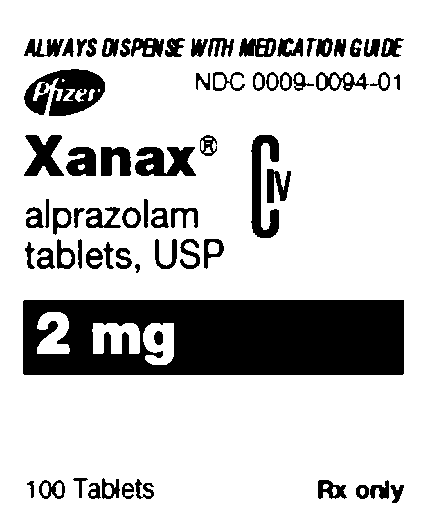 ALWAYS DISPENSE WITH MEDICATION GUIDE
Pfizer
NDC 0009-0094-01
Xanax®
CIV
alprazolam
tablets, USP
2 mg
100 Tablets
Rx only